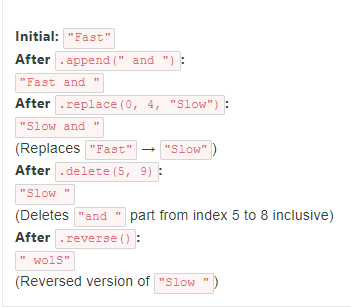 Initial: "Fast"
After .append(" and "):
"Fast and "
After .replace(0, 4, "Slow"):
"Slow and "
(Replaces "Fast" → "Slow")
After .delete(5, 9):
"Slow "
(Deletes "and " part from index 5 to 8 inclusive)
After .reverse():
" wolS"
(Reversed version of "Slow ")